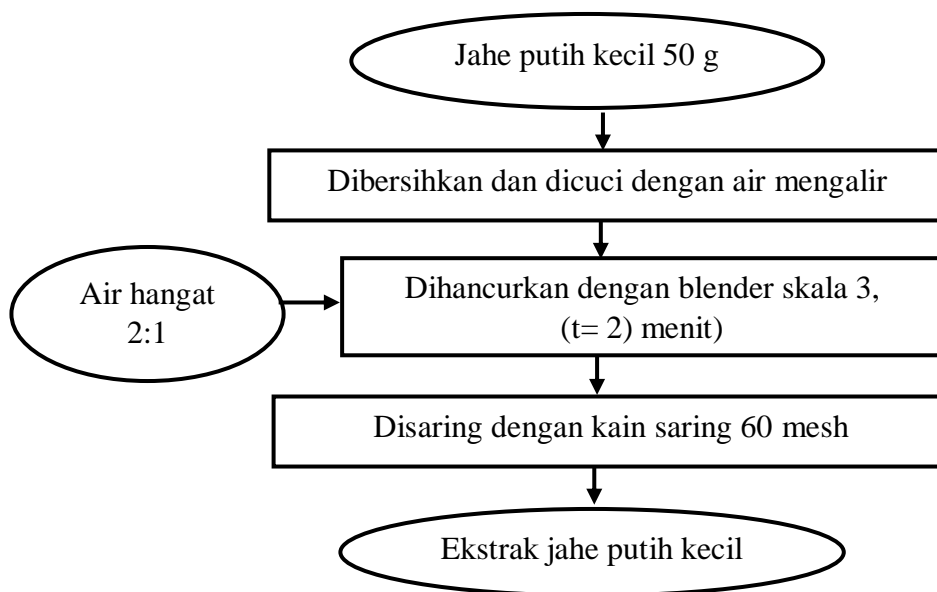 Jahe putih kecil 50 g
Dibersihkan dan dicuci dengan air mengalir
Air hangat
2:1
Dihancurkan dengan blender skala 3,
(t= 2) menit)
Disaring dengan kain saring 60 mesh
Ekstrak jahe putih kecil